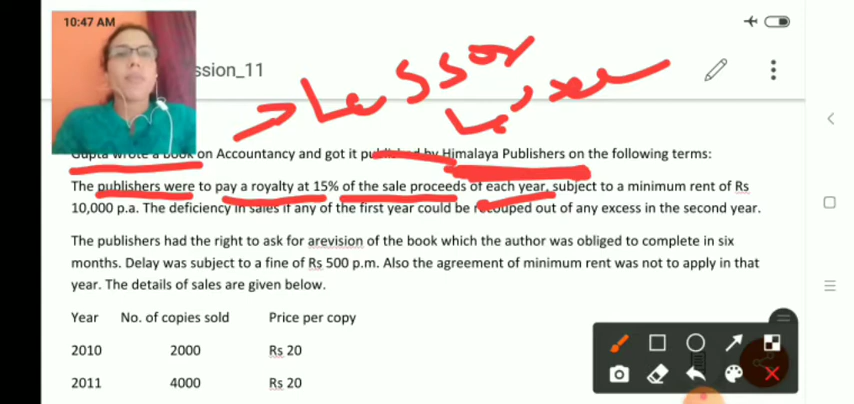 10:47 AM
ssion_11
Lessor
Lessee
Gupta wrote a book on Accountancy and got it published by Himalaya Publishers on the following terms:
The publishers were to pay a royalty at 15% of the sale proceeds of each year, subject to a minimum rent of Rs
10,000 p.a. The deficiency in sales if any of the first year could be recouped out of any excess in the second year.
The publishers had the right to ask for arevision of the book which the author was obliged to complete in six
months. Delay was subject to a fine of Rs 500 p.m. Also the agreement of minimum rent was not to apply in that
year. The details of sales are given below.
Year No. of copies sold Price per copy
2010 2000 Rs 20
2011 4000 Rs 20